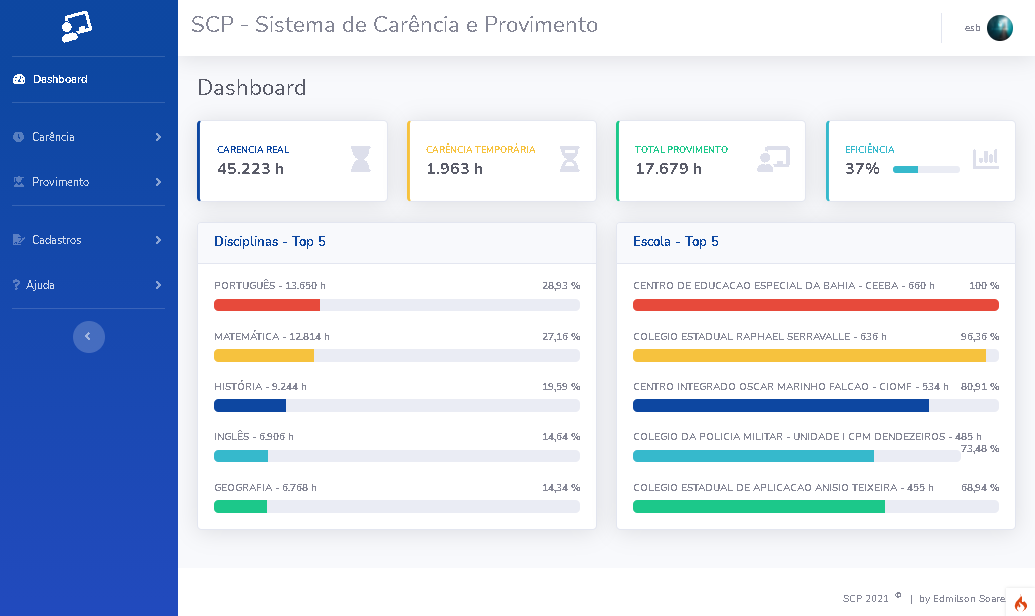 SCP - Sistema de Carência e Provimento
esb
Dashboard
Carência
Provimento
Cadastros
Ajuda
Dashboard
CARENCIA REAL
45.223 h
CARÊNCIA TEMPORÁRIA
1.963 h
TOTAL PROVIMENTO
17.679 h
EFICIÊNCIA
37%
Disciplinas - Top 5
PORTUGUÊS - 13.650 h 28,93 %
MATEMÁTICA - 12.814 h 27,16 %
HISTÓRIA - 9.244 h 19,59 %
INGLÊS - 6.906 h 14,64 %
GEOGRAFIA - 6.768 h 14,34 %
Escola - Top 5
CENTRO DE EDUCACAO ESPECIAL DA BAHIA - CEEBA - 660 h 100 %
COLEGIO ESTADUAL RAPHAEL SERRAVALLE - 636 h 96,36 %
CENTRO INTEGRADO OSCAR MARINHO FALCAO - CIOMF - 534 h 80,91 %
COLEGIO DA POLICIA MILITAR - UNIDADE I CPM DENDEZEIROS - 485 h
73,48 %
COLEGIO ESTADUAL DE APLICACAO ANISIO TEIXEIRA - 455 h 68,94 %
SCP 2021 © | by Edmilson Soare